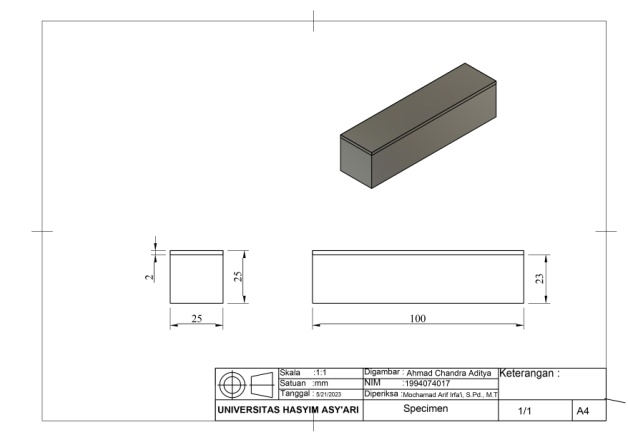 2
25
25
100
23
Skala :1:1
Satuan :mm
Tanggal : 5/21/2023
Digambar : Ahmad Chandra Aditya
NIM :1994074017
Diperiksa :Mochamad Arif Irfa'i, S.Pd., M.T
Keterangan :
UNIVERSITAS HASYIM ASY'ARI
Specimen
1/1
A4